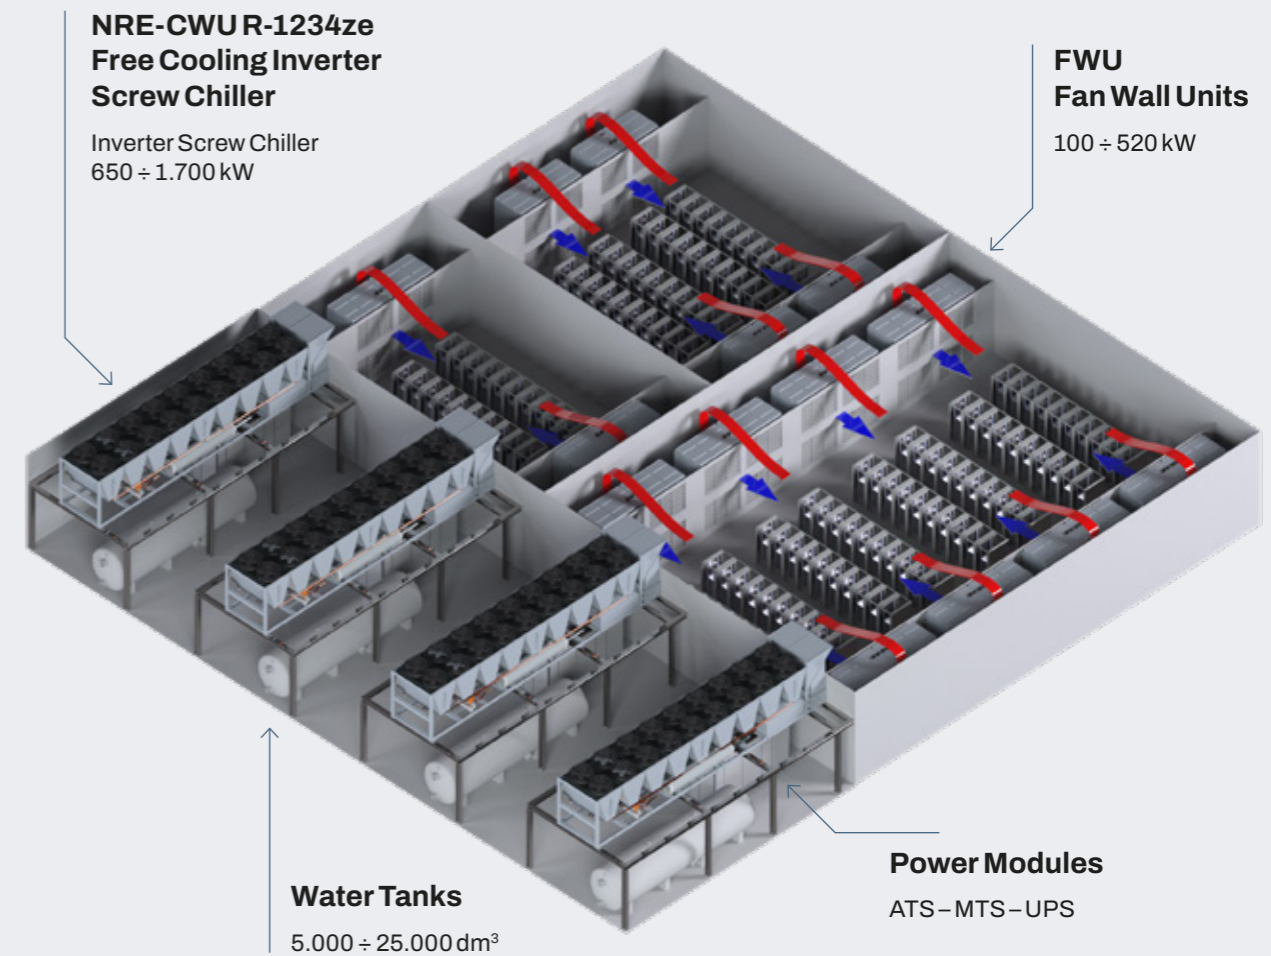 NRE-CWU R-1234ze
Free Cooling Inverter
Screw Chiller
Inverter Screw Chiller
650 ÷ 1.700 kW
FWU
Fan Wall Units
100 ÷ 520 kW
Water Tanks
5.000 ÷ 25.000 dm³
Power Modules
ATS – MTS – UPS